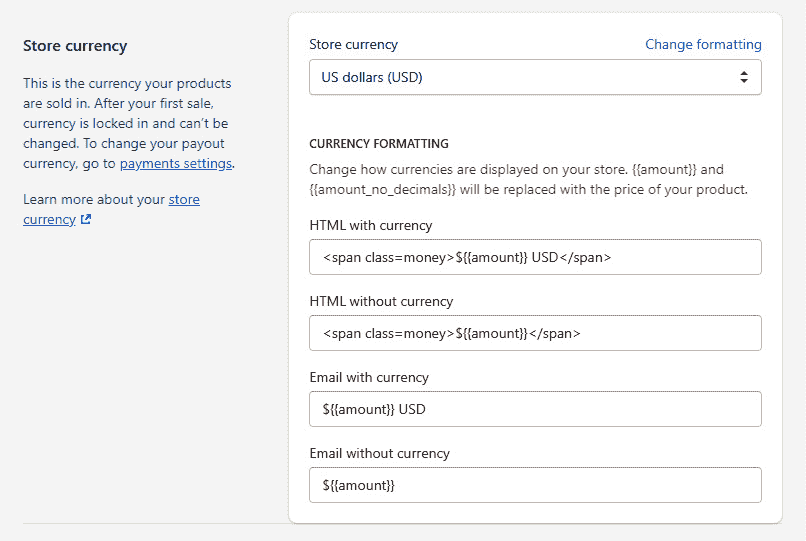 Store currency
This is the currency your products
are sold in. After your first sale,
currency is locked in and can't be
changed. To change your payout
currency, go to payments settings.
Learn more about your store
currency
Store currency
Change formatting
US dollars (USD)
CURRENCY FORMATTING
Change how currencies are displayed on your store. {{amount}} and
{{amount_no_decimals}} will be replaced with the price of your product.
HTML with currency
<span class=money>${{amount}} USD</span>
HTML without currency
<span class=money>${{amount}}</span>
Email with currency
${{amount}} USD
Email without currency
${{amount}}